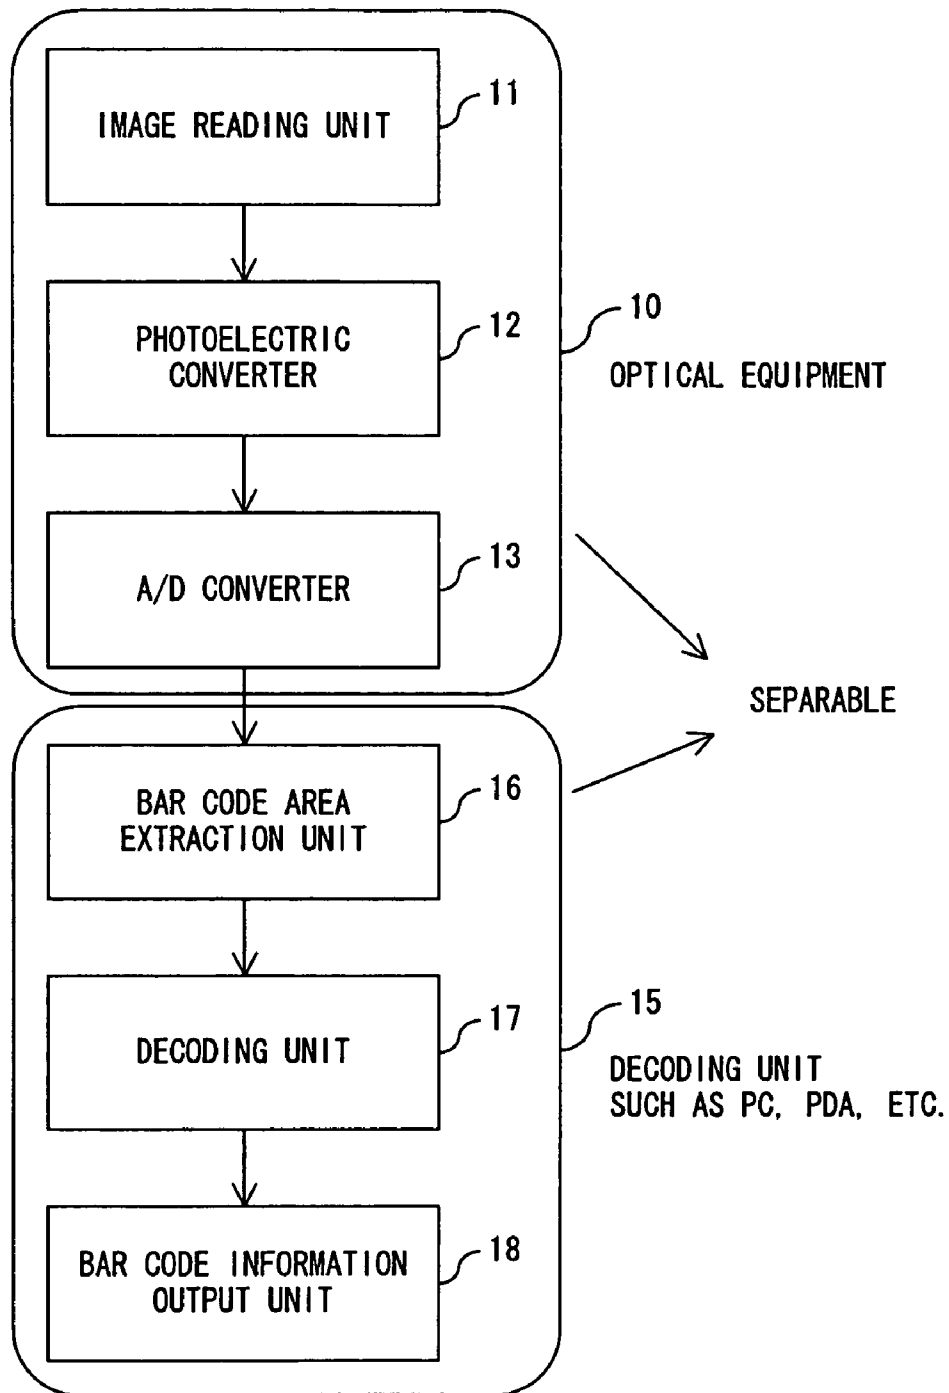 IMAGE READING UNIT
11
PHOTOELECTRIC
CONVERTER
12
10
OPTICAL EQUIPMENT
A/D CONVERTER
13
SEPARABLE
BAR CODE AREA
EXTRACTION UNIT
16
DECODING UNIT
17
15
DECODING UNIT
SUCH AS PC, PDA, ETC.
BAR CODE INFORMATION
OUTPUT UNIT
18